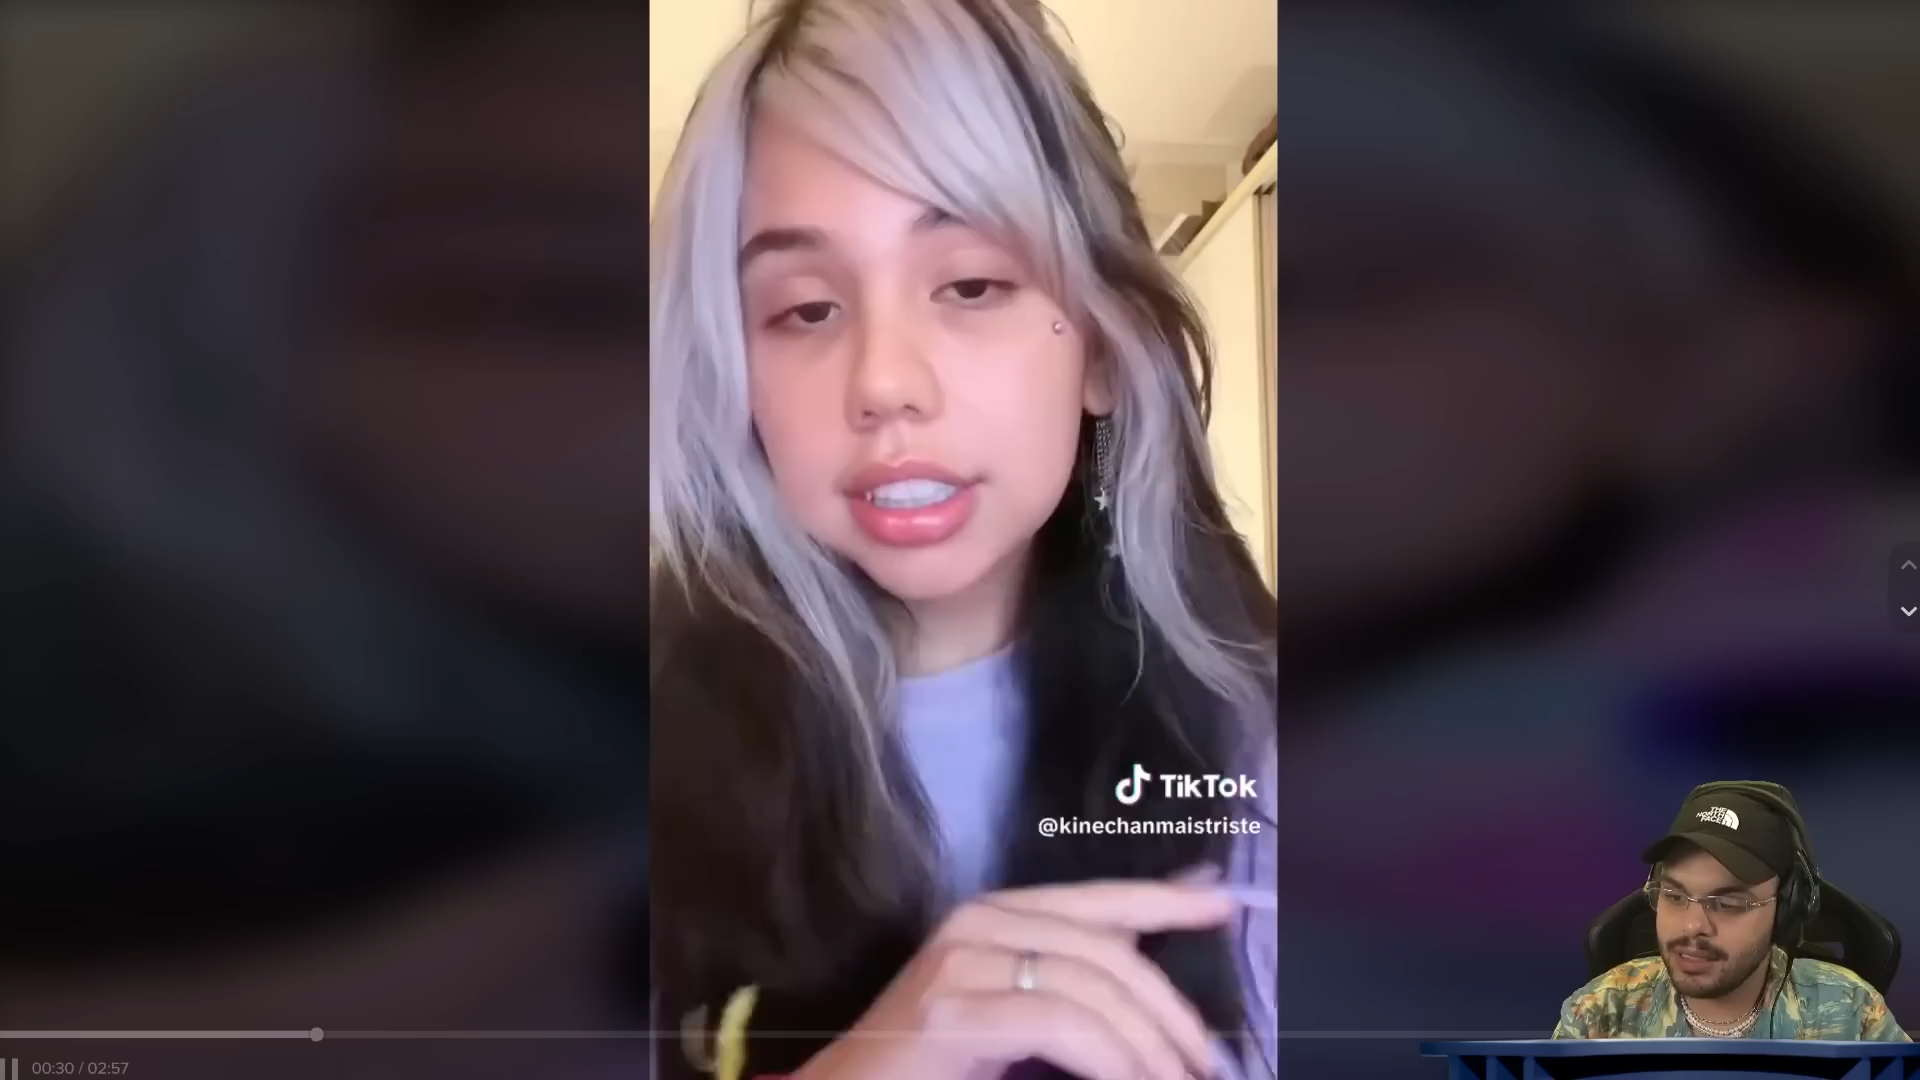 TikTok
@kinechanmaistriste
THE
NORTH
FACE
00:30 / 02:57